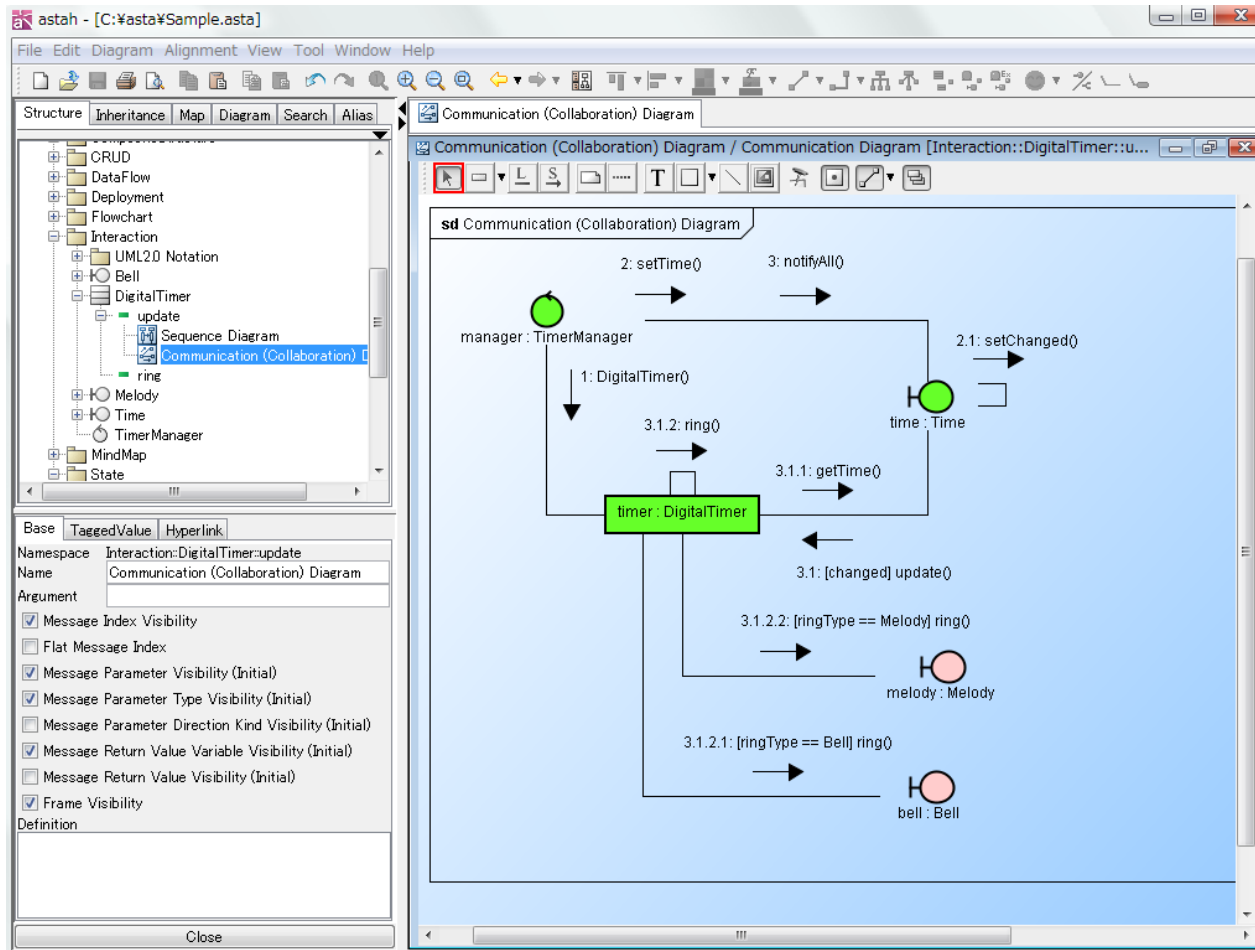 astah - [C:¥asta¥Sample.asta]
File Edit Diagram Alignment View Tool Window Help
Structure Inheritance Map Diagram Search Alias
CRUD
DataFlow
Deployment
Flowchart
Interaction
UML2.0 Notation
Bell
DigitalTimer
update
Sequence Diagram
Communication (Collaboration) D
ring
Melody
Time
TimerManager
MindMap
State
Base TaggedValue Hyperlink
Namespace Interaction::DigitalTimer::update
Name Communication (Collaboration) Diagram
Argument
Message Index Visibility
Flat Message Index
Message Parameter Visibility (Initial)
Message Parameter Type Visibility (Initial)
Message Parameter Direction Kind Visibility (Initial)
Message Return Value Variable Visibility (Initial)
Message Return Value Visibility (Initial)
Frame Visibility
Definition
Close
Communication (Collaboration) Diagram
Communication (Collaboration) Diagram / Communication Diagram [Interaction::DigitalTimer::u...
L S T
sd Communication (Collaboration) Diagram
2: setTime() 3: notifyAll()
manager : TimerManager
2.1: setChanged()
1: DigitalTimer()
time : Time
3.1.2: ring()
3.1.1: getTime()
timer : DigitalTimer
3.1: [changed] update()
3.1.2.2: [ringType == Melody] ring()
melody : Melody
3.1.2.1: [ringType == Bell] ring()
bell : Bell